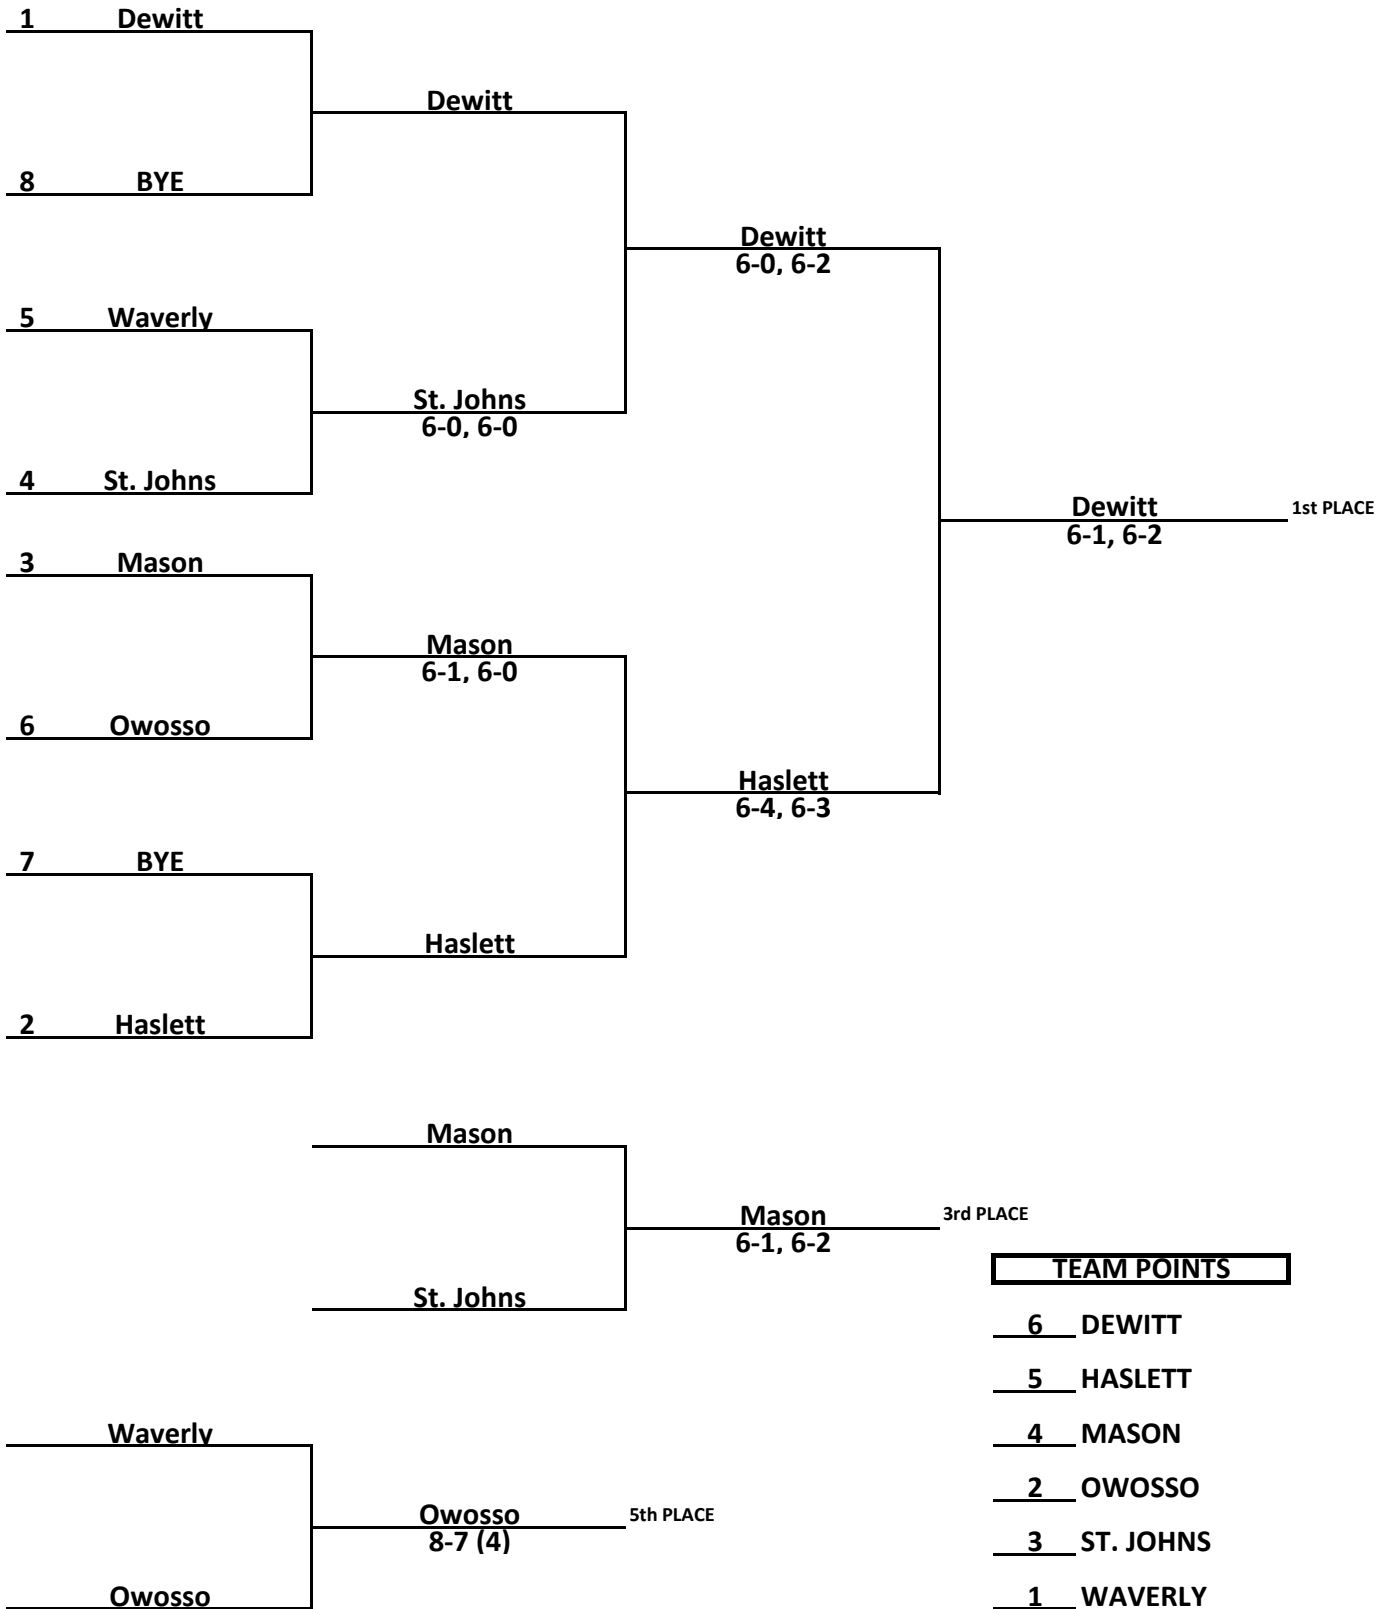 1 Dewitt
Dewitt
8 BYE
Dewitt
6-0, 6-2
5 Waverly
St. Johns
6-0, 6-0
4 St. Johns
Dewitt 1st PLACE
6-1, 6-2
3 Mason
Mason
6-1, 6-0
6 Owosso
Haslett
6-4, 6-3
7 BYE
Haslett
2 Haslett
Mason
Mason 3rd PLACE
6-1, 6-2
St. Johns
TEAM POINTS
6 DEWITT
5 HASLETT
4 MASON
2 OWOSSO
3 ST. JOHNS
1 WAVERLY
Waverly
Owosso 5th PLACE
8-7 (4)
Owosso